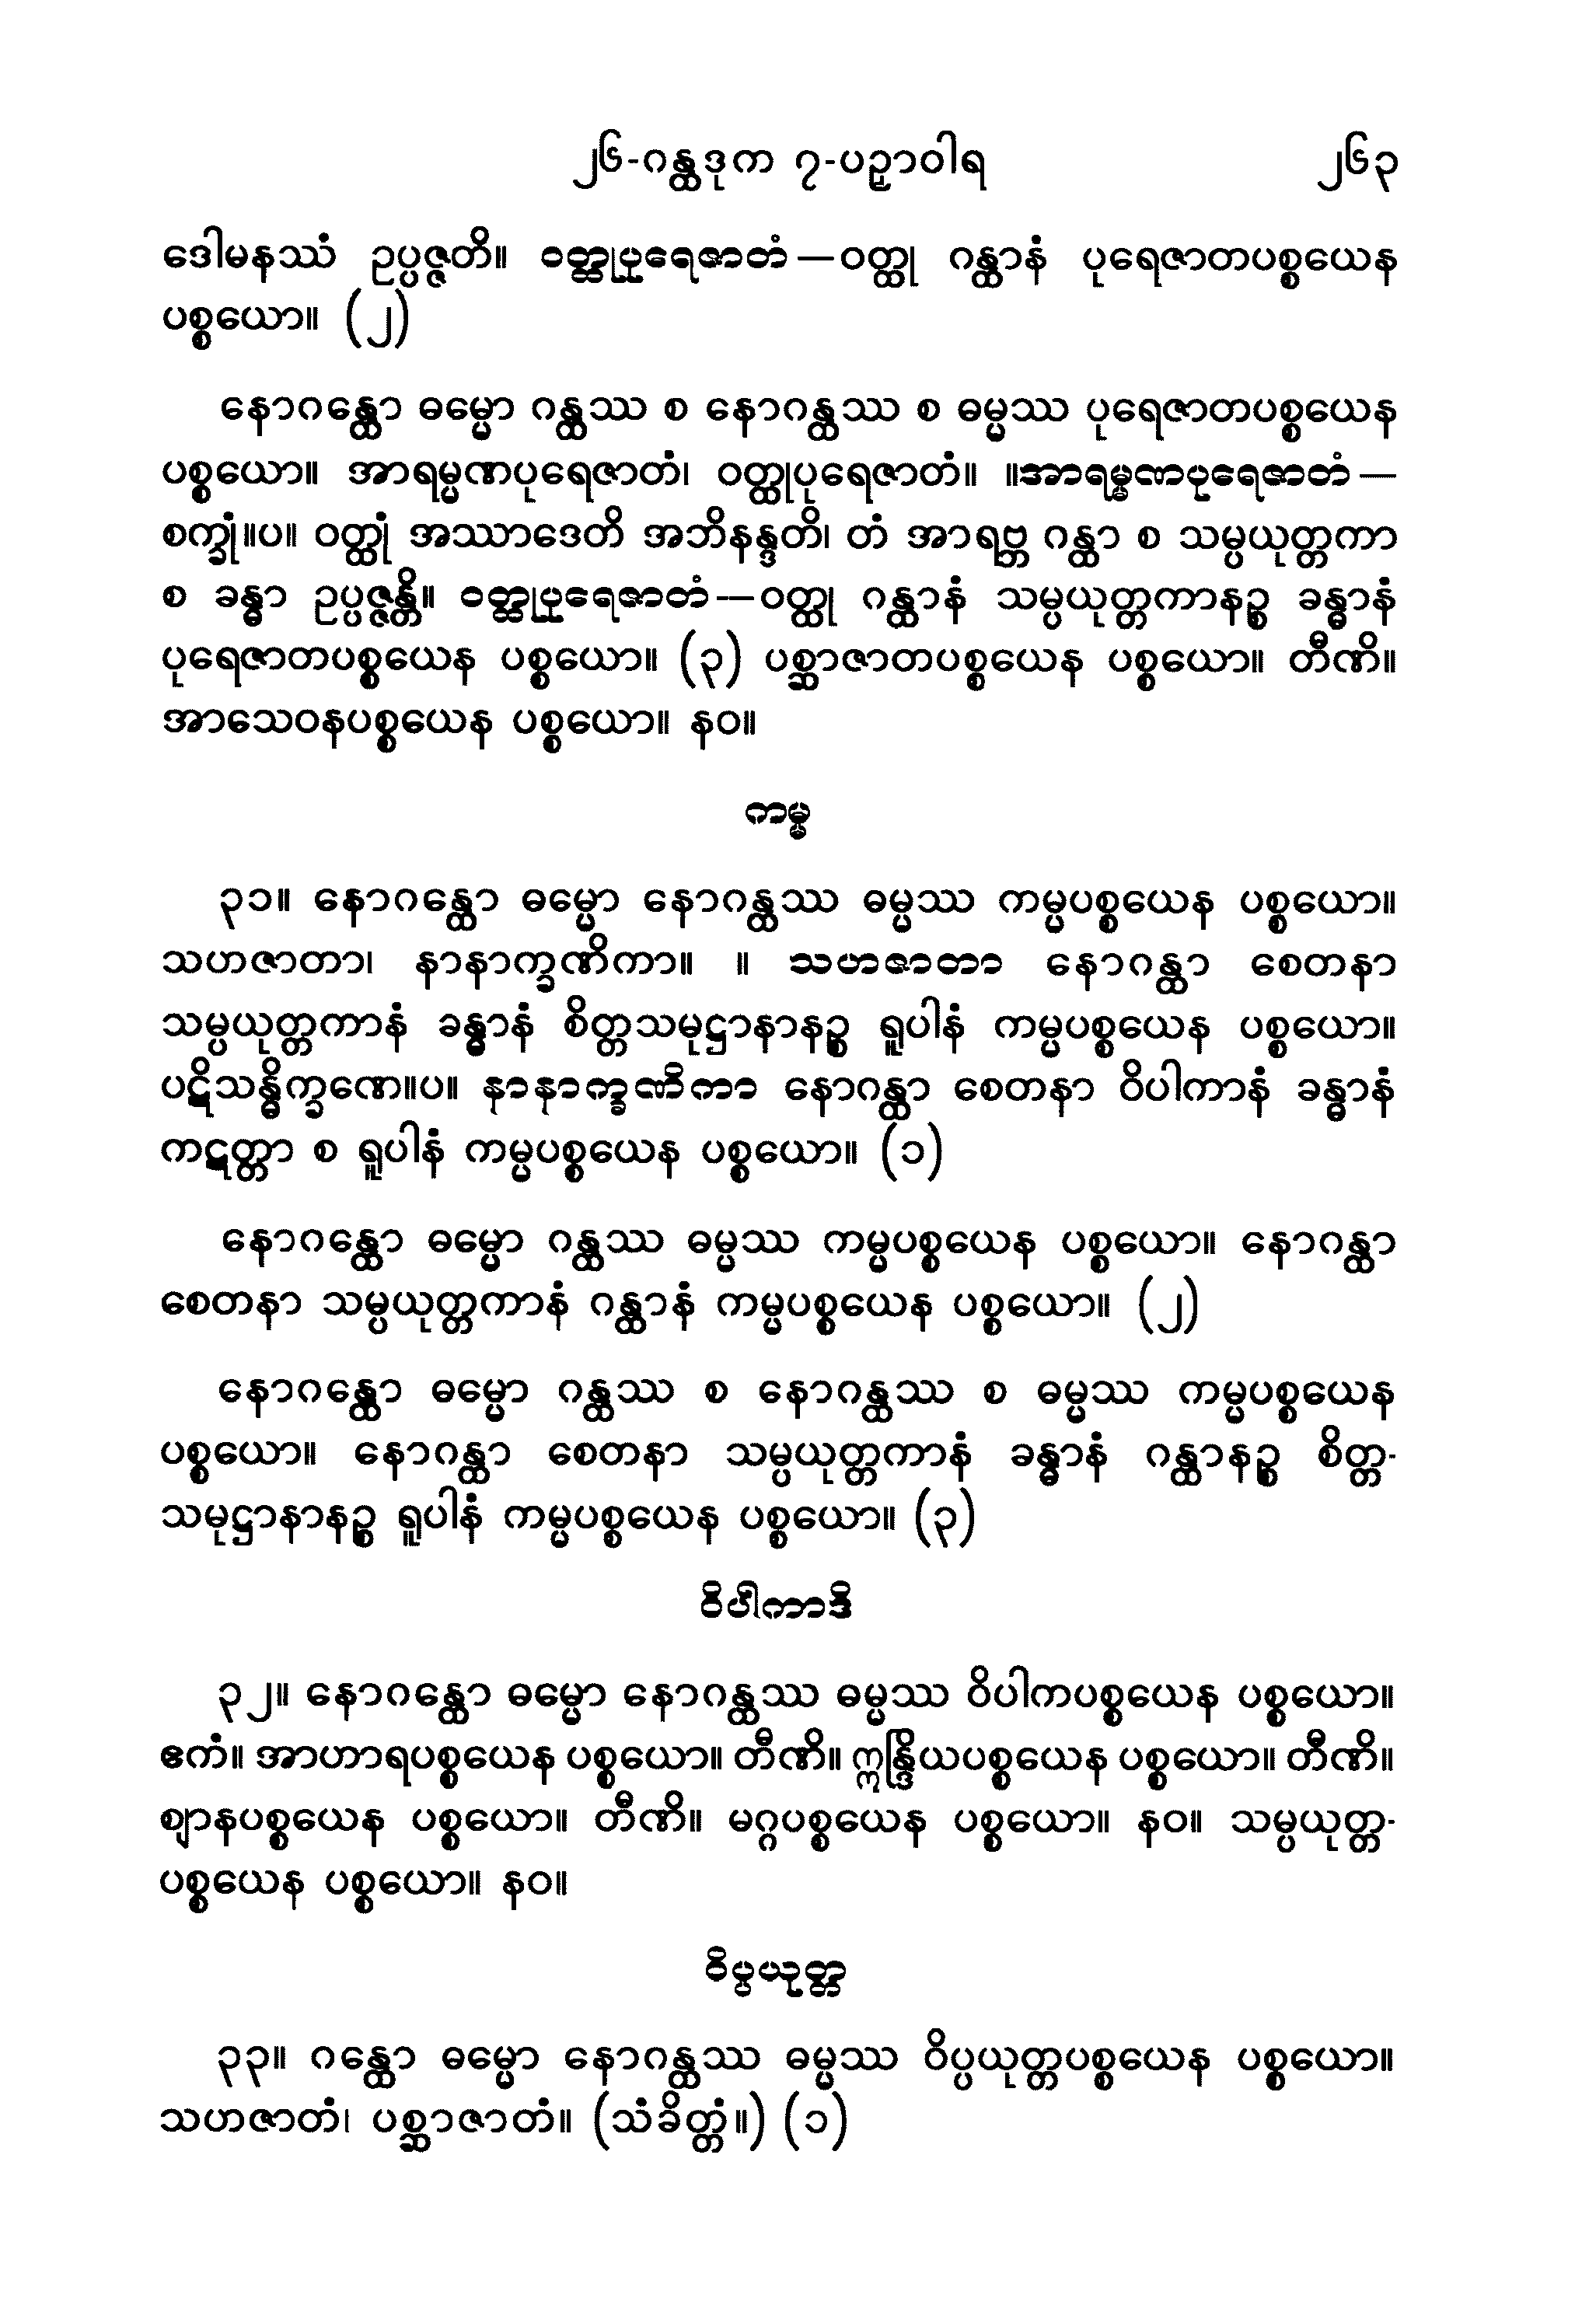 ၂၆-ဂန္ထဒုက ၇-ပဉှာဝါရ ၂၆၃
ဒေါမနဿံ ဥပ္ပဇ္ဇတိ။ ဝတ္ထုပုရေဇာတံ—ဝတ္ထု ဂန္ထာနံ ပုရေဇာတပစ္စယေန
ပစ္စယော။ (၂)
နောဂန္ထော ဓမ္မော ဂန္ထဿ စ နောဂန္ထဿ စ ဓမ္မဿ ပုရေဇာတပစ္စယေန
ပစ္စယော။ အာရမ္မဏပုရေဇာတံ၊ ဝတ္ထုပုရေဇာတံ။ ။အာရမ္မဏပုရေဇာတံ—
စက္ခုံ။ပ။ ဝတ္ထုံ အဿာဒေတိ အဘိနန္ဒတိ၊ တံ အာရဗ္ဘ ဂန္ထာ စ သမ္ပယုတ္တကာ
စ ခန္ဓာ ဥပ္ပဇ္ဇန္တိ။ ဝတ္ထုပုရေဇာတံ—ဝတ္ထု ဂန္ထာနံ သမ္ပယုတ္တကာနဉ္စ ခန္ဓာနံ
ပုရေဇာတပစ္စယေန ပစ္စယော။ (၃) ပစ္ဆာဇာတပစ္စယေန ပစ္စယော။ တီဏိ။
အာသေဝနပစ္စယေန ပစ္စယော။ နဝ။
ကမ္မ
၃၁။ နောဂန္ထော ဓမ္မော နောဂန္ထဿ ဓမ္မဿ ကမ္မပစ္စယေန ပစ္စယော။
သဟဇာတာ၊ နာနာက္ခဏိကာ။ ။ သဟဇာတာ နောဂန္ထာ စေတနာ
သမ္ပယုတ္တကာနံ ခန္ဓာနံ စိတ္တသမုဋ္ဌာနာနဉ္စ ရူပါနံ ကမ္မပစ္စယေန ပစ္စယော။
ပဋိသန္ဓိက္ခဏေ။ပ။ နာနာက္ခဏိကာ နောဂန္ထာ စေတနာ ဝိပါကာနံ ခန္ဓာနံ
ကဋတ္တာ စ ရူပါနံ ကမ္မပစ္စယေန ပစ္စယော။ (၁)
နောဂန္ထော ဓမ္မော ဂန္ထဿ ဓမ္မဿ ကမ္မပစ္စယေန ပစ္စယော။ နောဂန္ထာ
စေတနာ သမ္ပယုတ္တကာနံ ဂန္ထာနံ ကမ္မပစ္စယေန ပစ္စယော။ (၂)
နောဂန္ထော ဓမ္မော ဂန္ထဿ စ နောဂန္ထဿ စ ဓမ္မဿ ကမ္မပစ္စယေန
ပစ္စယော။ နောဂန္ထာ စေတနာ သမ္ပယုတ္တကာနံ ခန္ဓာနံ ဂန္ထာနဉ္စ စိတ္တ-
သမုဋ္ဌာနာနဉ္စ ရူပါနံ ကမ္မပစ္စယေန ပစ္စယော။ (၃)
ဝိပါကာဒိ
၃၂။ နောဂန္ထော ဓမ္မော နောဂန္ထဿ ဓမ္မဿ ဝိပါကပစ္စယေန ပစ္စယော။
ဧကံ။ အာဟာရပစ္စယေန ပစ္စယော။ တီဏိ။ ဣန္ဒြိယပစ္စယေန ပစ္စယော။ တီဏိ။
ဈာနပစ္စယေန ပစ္စယော။ တီဏိ။ မဂ္ဂပစ္စယေန ပစ္စယော။ နဝ။ သမ္ပယုတ္တ-
ပစ္စယေန ပစ္စယော။ နဝ။
ဝိပ္ပယုတ္တ
၃၃။ ဂန္ထော ဓမ္မော နောဂန္ထဿ ဓမ္မဿ ဝိပ္ပယုတ္တပစ္စယေန ပစ္စယော။
သဟဇာတံ၊ ပစ္ဆာဇာတံ။ (သံခိတ္တံ။) (၁)